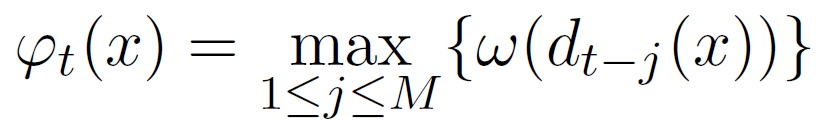 φ_t(x) = max_{1≤j≤M} {ω(d_{t−j}(x))}